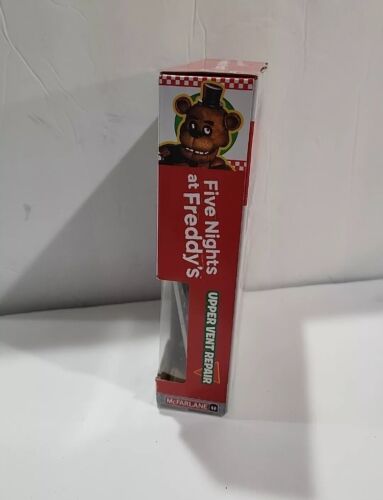 Five Nights
at Freddy's
UPPER VENT REPAIR
McFARLANE